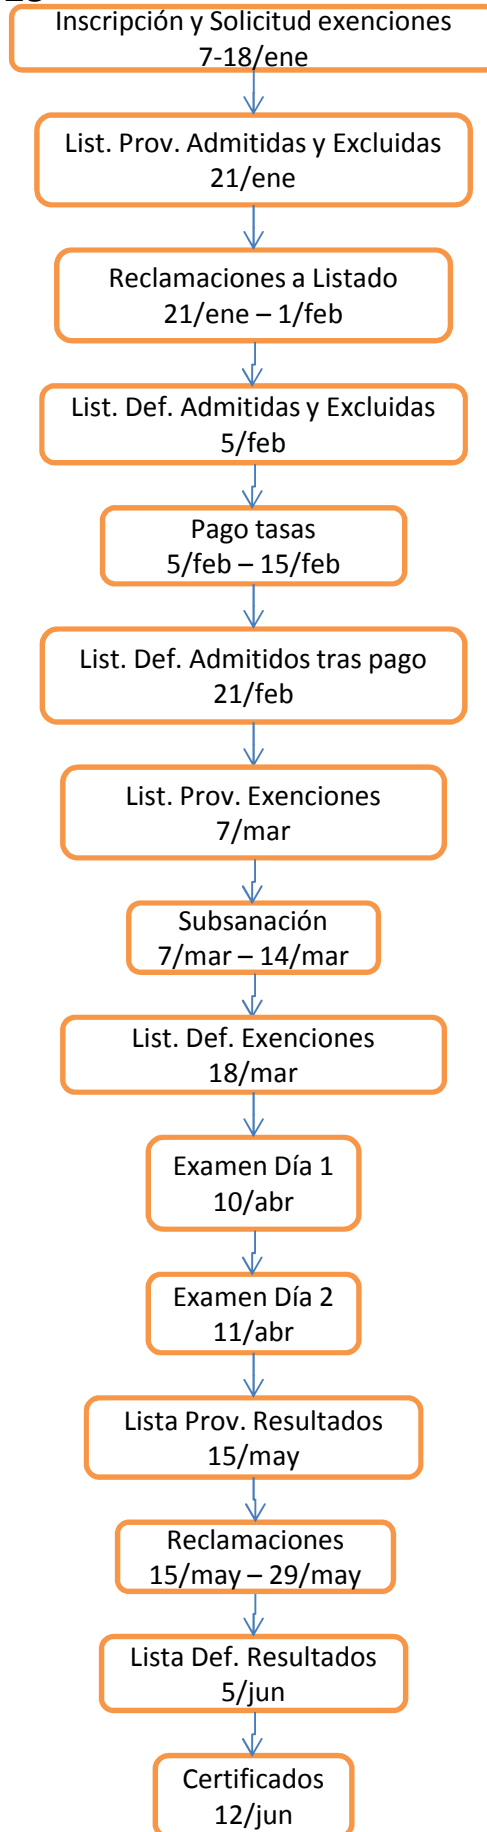 Inscripción y Solicitud exenciones
7-18/ene
List. Prov. Admitidas y Excluidas
21/ene
Reclamaciones a Listado
21/ene – 1/feb
List. Def. Admitidas y Excluidas
5/feb
Pago tasas
5/feb – 15/feb
List. Def. Admitidos tras pago
21/feb
List. Prov. Exenciones
7/mar
Subsanación
7/mar – 14/mar
List. Def. Exenciones
18/mar
Examen Día 1
10/abr
Examen Día 2
11/abr
Lista Prov. Resultados
15/may
Reclamaciones
15/may – 29/may
Lista Def. Resultados
5/jun
Certificados
12/jun